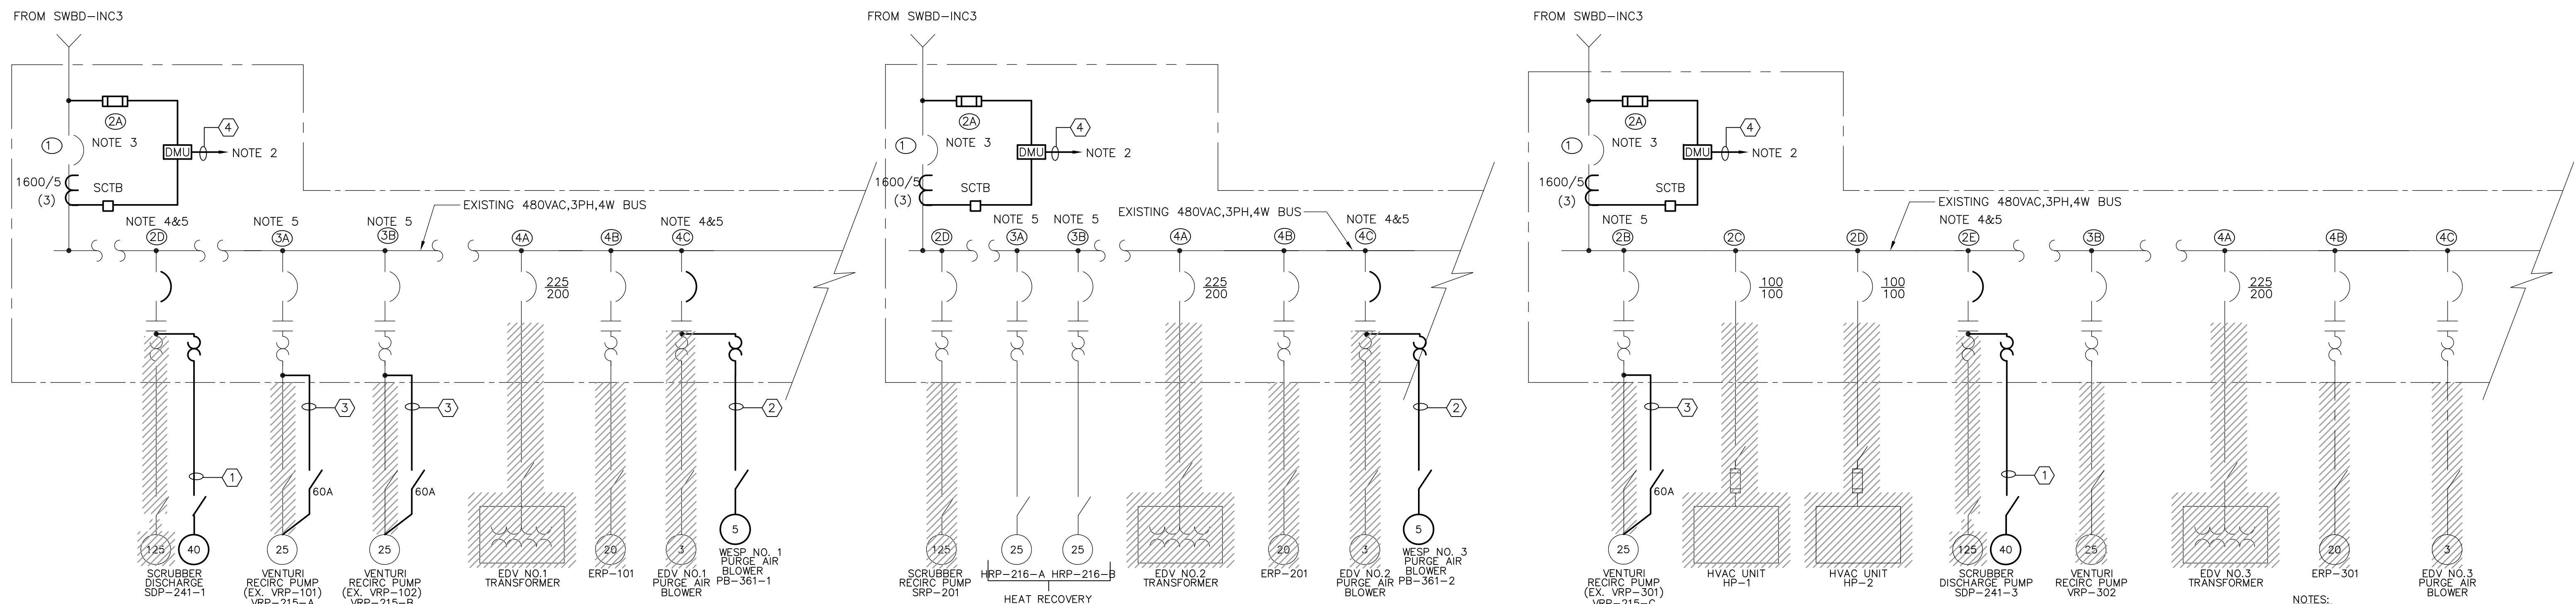 FROM SWBD-INC3
2A
1
NOTE 3
4
DMU
NOTE 2
1600/5
(3)
SCTB
EXISTING 480VAC,3PH,4W BUS
NOTE 4&5
NOTE 5
NOTE 5
NOTE 4&5
2D
3A
3B
4A
4B
4C
225
200
3
3
2
1
60A
60A
125
40
25
25
20
3
5
SCRUBBER
DISCHARGE
SDP-241-1
VENTURI
RECIRC PUMP
(EX. VRP-101)
VRP-215-A
VENTURI
RECIRC PUMP
(EX. VRP-102)
VRP-215-B
EDV NO.1
TRANSFORMER
ERP-101
EDV NO.1
PURGE AIR
BLOWER
WESP NO. 1
PURGE AIR
BLOWER
PB-361-1
FROM SWBD-INC3
2A
1
NOTE 3
4
DMU
NOTE 2
1600/5
(3)
SCTB
NOTE 5
NOTE 5
EXISTING 480VAC,3PH,4W BUS
NOTE 4&5
2D
3A
3B
4A
4B
4C
225
200
2
125
25
25
20
3
5
SCRUBBER
RECIRC PUMP
SRP-201
HRP-216-A
HRP-216-B
HEAT RECOVERY
EDV NO.2
TRANSFORMER
ERP-201
EDV NO.2
PURGE AIR
BLOWER
WESP NO. 3
PURGE AIR
BLOWER
PB-361-2
FROM SWBD-INC3
2A
1
NOTE 3
4
DMU
NOTE 2
1600/5
(3)
SCTB
EXISTING 480VAC,3PH,4W BUS
NOTE 5
NOTE 4&5
2B
2C
2D
2E
3B
4A
4B
4C
100
100
100
100
225
200
3
1
60A
25
125
40
25
20
3
VENTURI
RECIRC PUMP
(EX. VRP-301)
VRP-215-C
HVAC UNIT
HP-1
HVAC UNIT
HP-2
SCRUBBER
DISCHARGE PUMP
SDP-241-3
VENTURI
RECIRC PUMP
VRP-302
EDV NO.3
TRANSFORMER
ERP-301
EDV NO.3
PURGE AIR
BLOWER
NOTES: